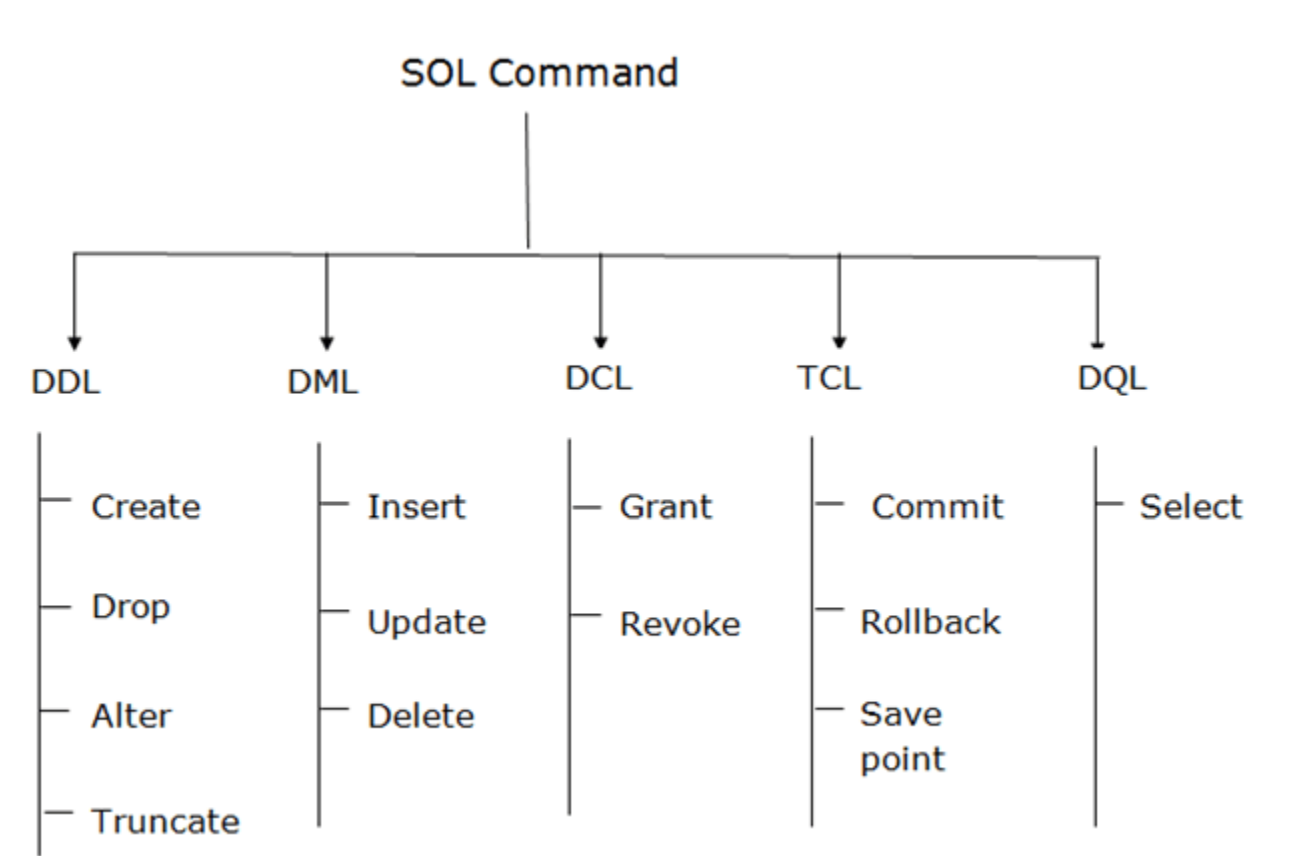 SOL Command
DDL
DML
DCL
TCL
DQL
Create
Insert
Grant
Commit
Select
Drop
Update
Revoke
Rollback
Alter
Delete
Save
point
Truncate